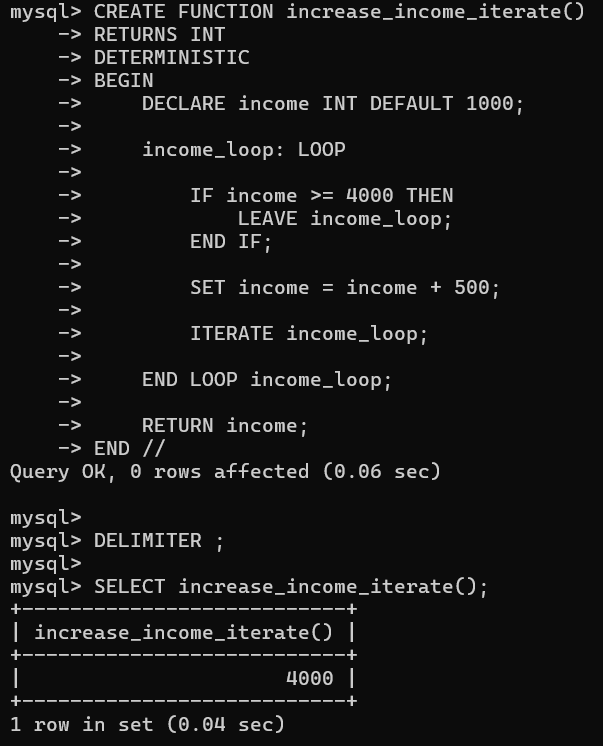 mysql> CREATE FUNCTION increase_income_iterate()
    -> RETURNS INT
    -> DETERMINISTIC
    -> BEGIN
    ->     DECLARE income INT DEFAULT 1000;
    ->
    ->     income_loop: LOOP
    ->
    ->         IF income >= 4000 THEN
    ->             LEAVE income_loop;
    ->         END IF;
    ->
    ->         SET income = income + 500;
    ->
    ->         ITERATE income_loop;
    ->
    ->     END LOOP income_loop;
    ->
    ->     RETURN income;
    -> END //
Query OK, 0 rows affected (0.06 sec)

mysql>
mysql> DELIMITER ;
mysql>
mysql> SELECT increase_income_iterate();
+---------------------------+
| increase_income_iterate() |
+---------------------------+
|                      4000 |
+---------------------------+
1 row in set (0.04 sec)